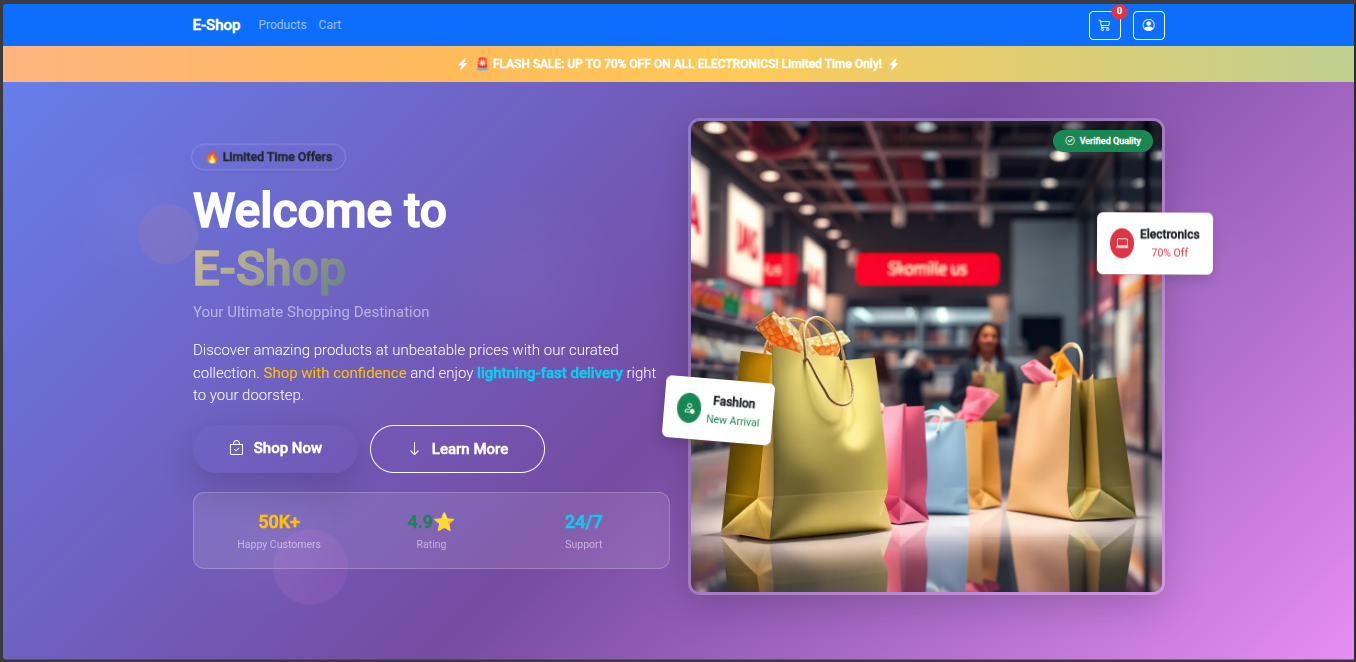 E-Shop Products Cart 0
🚨 FLASH SALE: UP TO 70% OFF ON ALL ELECTRONICS! Limited Time Only!
🔥 Limited Time Offers
Welcome to
E-Shop
Your Ultimate Shopping Destination
Discover amazing products at unbeatable prices with our curated
collection. Shop with confidence and enjoy lightning-fast delivery right
to your doorstep.
Shop Now Learn More
50K+ 4.9⭐ 24/7
Happy Customers Rating Support
Verified Quality
Electronics
70% Off
Skomille us
Fashion
New Arrival